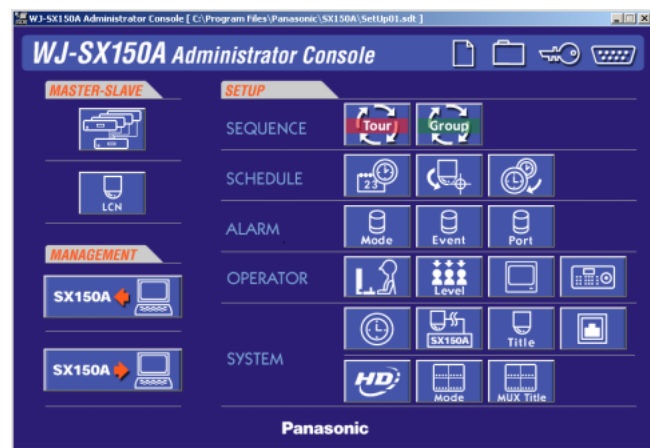 WJ-SX150A Administrator Console [ C:\Program Files\Panasonic\SX150A\SetUp01.sdt ]
WJ-SX150A Administrator Console
MASTER-SLAVE
LCN
MANAGEMENT
SX150A
SX150A
SETUP
SEQUENCE
Tour
Group
SCHEDULE
23
ALARM
Mode
Event
Port
OPERATOR
Level
SYSTEM
SX150A
Title
HD
Mode
MUX Title
Panasonic